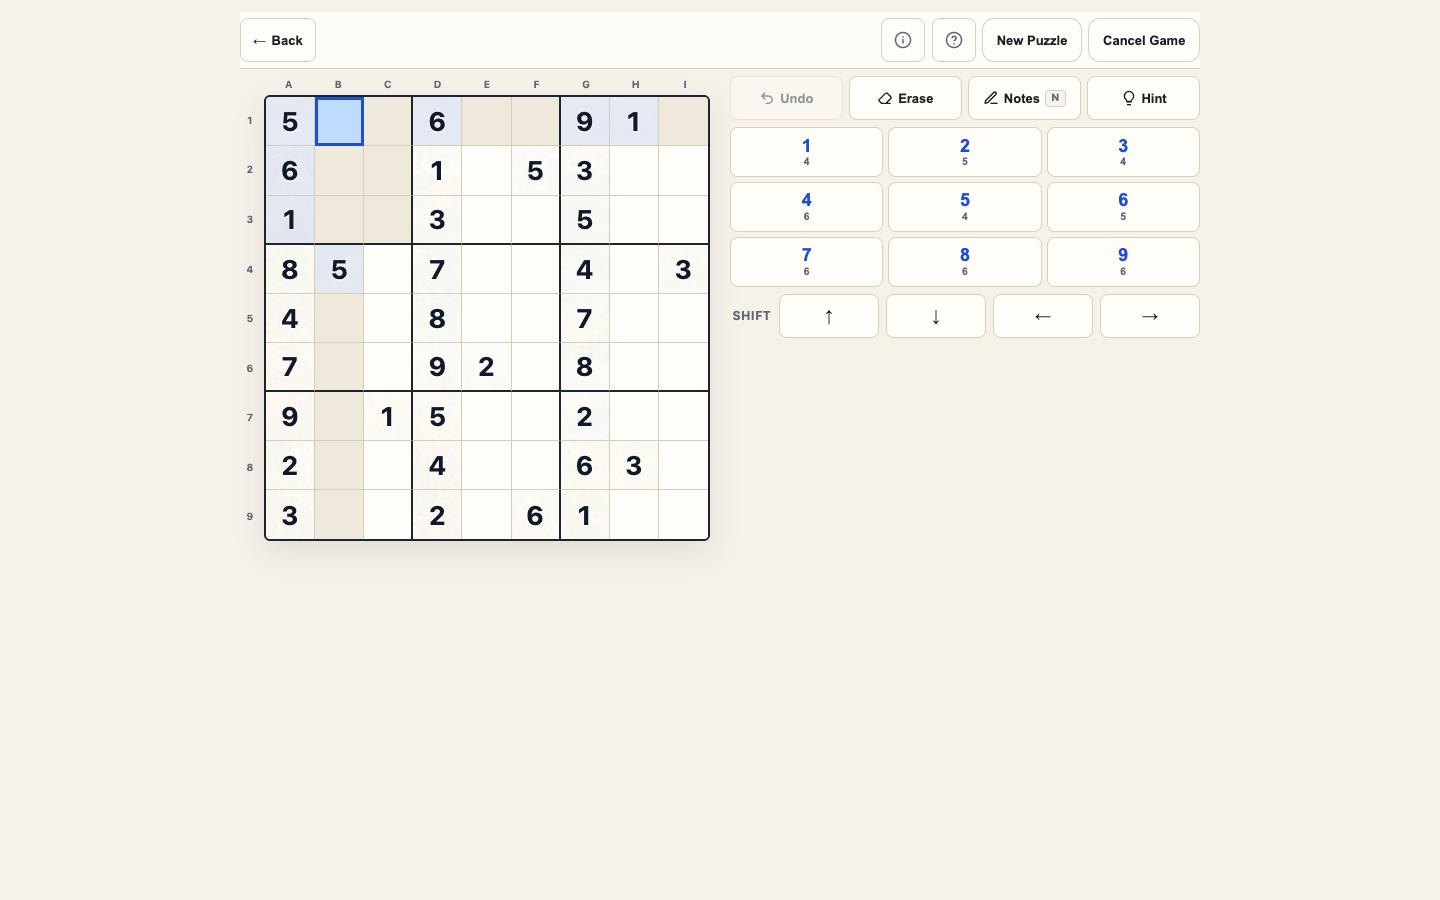 ← Back
New Puzzle
Cancel Game
A B C D E F G H I
1 5 6 9 1
2 6 1 5 3
3 1 3 5
4 8 5 7 4 3
5 4 8 7
6 7 9 2 8
7 9 1 5 2
8 2 4 6 3
9 3 2 6 1
Undo
Erase
Notes N
Hint
1 2 3
4 5 4
4 5 6
6 4 5
7 8 9
6 6 6
SHIFT ↑ ↓ ← →